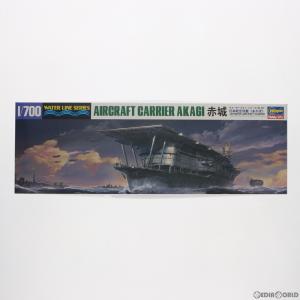 1/700
WATER LINE SERIES
AIRCRAFT CARRIER AKAGI 赤城
Hasegawa
MEDIAWORLD